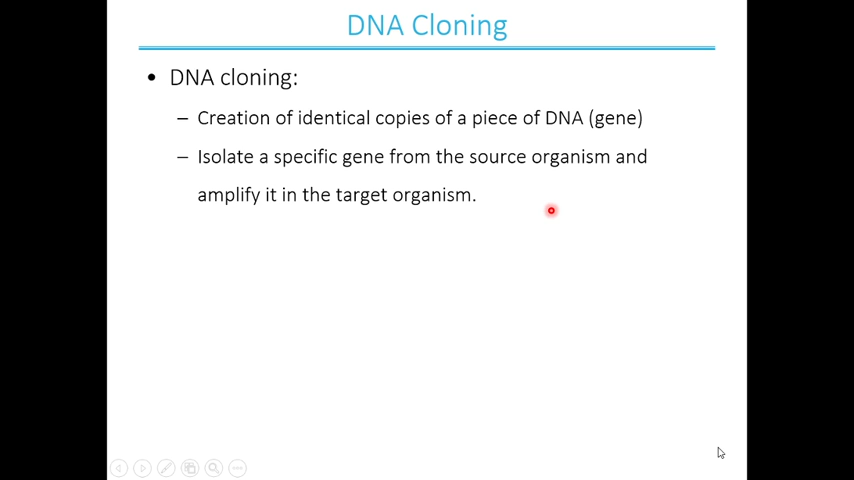 DNA Cloning
• DNA cloning:
– Creation of identical copies of a piece of DNA (gene)
– Isolate a specific gene from the source organism and
amplify it in the target organism.